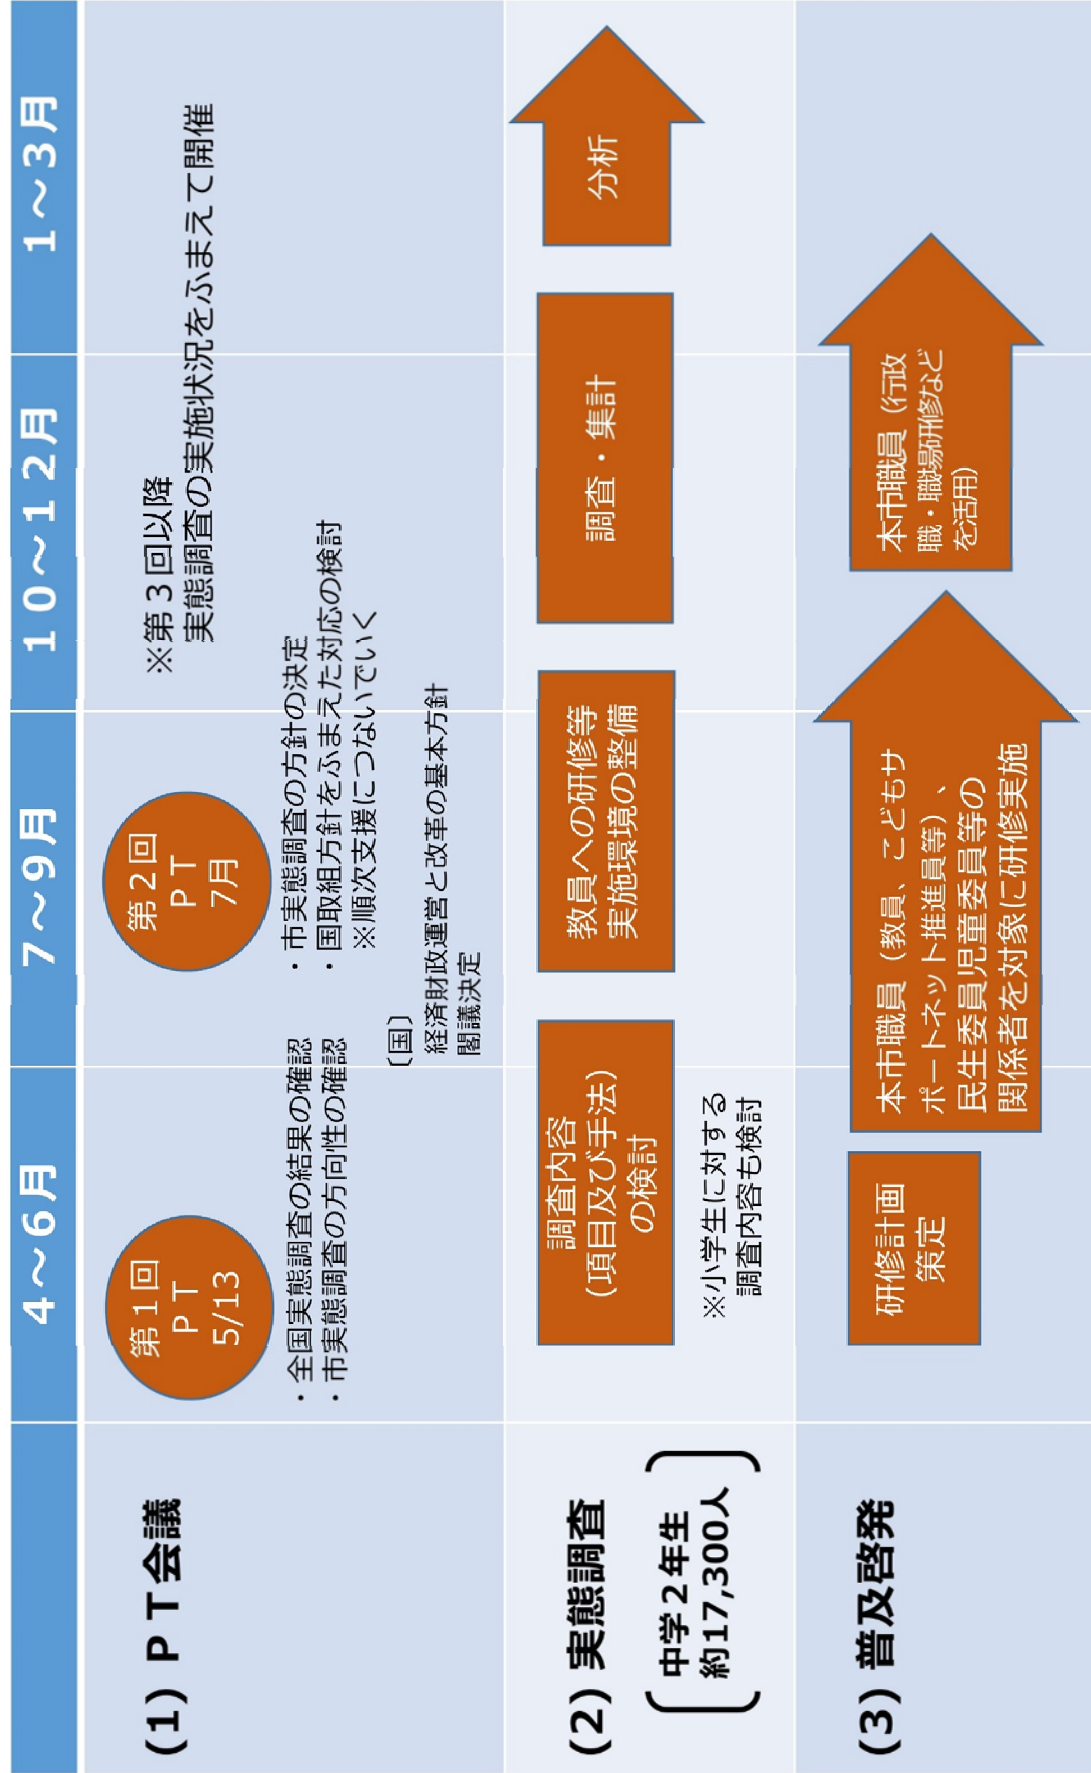 4～6月
7～9月
10～12月
1～3月
(1)ＰＴ会議
第1回
ＰＴ
5/13
・全国実態調査の結果の確認
・市実態調査の方向性の確認
第2回
ＰＴ
7月
・市実態調査の方針の決定
・国取組方針をふまえた対応の検討
※順次支援につないでいく
〔国〕
経済財政運営と改革の基本方針
閣議決定
※第3回以降
実態調査の実施状況をふまえて開催
(2)実態調査
中学2年生
約17,300人
調査内容
(項目及び手法)
の検討
※小学生に対する
調査内容も検討
教員への研修等
実施環境の整備
調査・集計
分析
(3)普及啓発
研修計画
策定
本市職員（教員、こどもサ
ポートネット推進員等）、
民生委員児童委員等の
関係者を対象に研修実施
本市職員（行政
職・職場研修など
を活用）